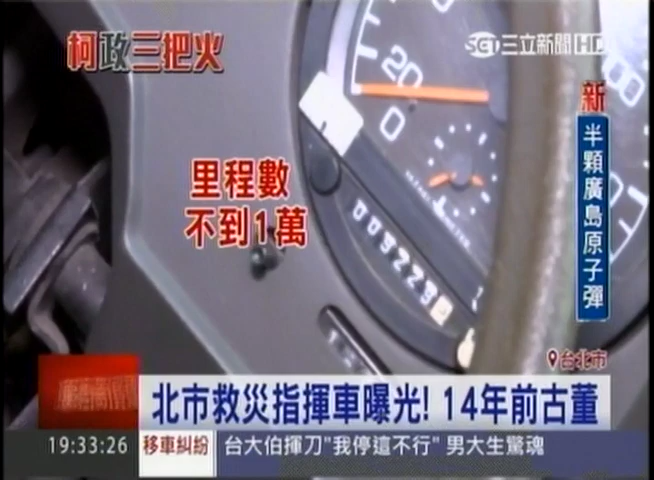 柯政三把火
SET三立新聞HD
新
半顆廣島原子彈
20
0
里程數
不到1萬
台北市
北市救災指揮車曝光! 14年前古董
19:33:26
移車糾紛
台大伯揮刀"我停這不行" 男大生驚魂